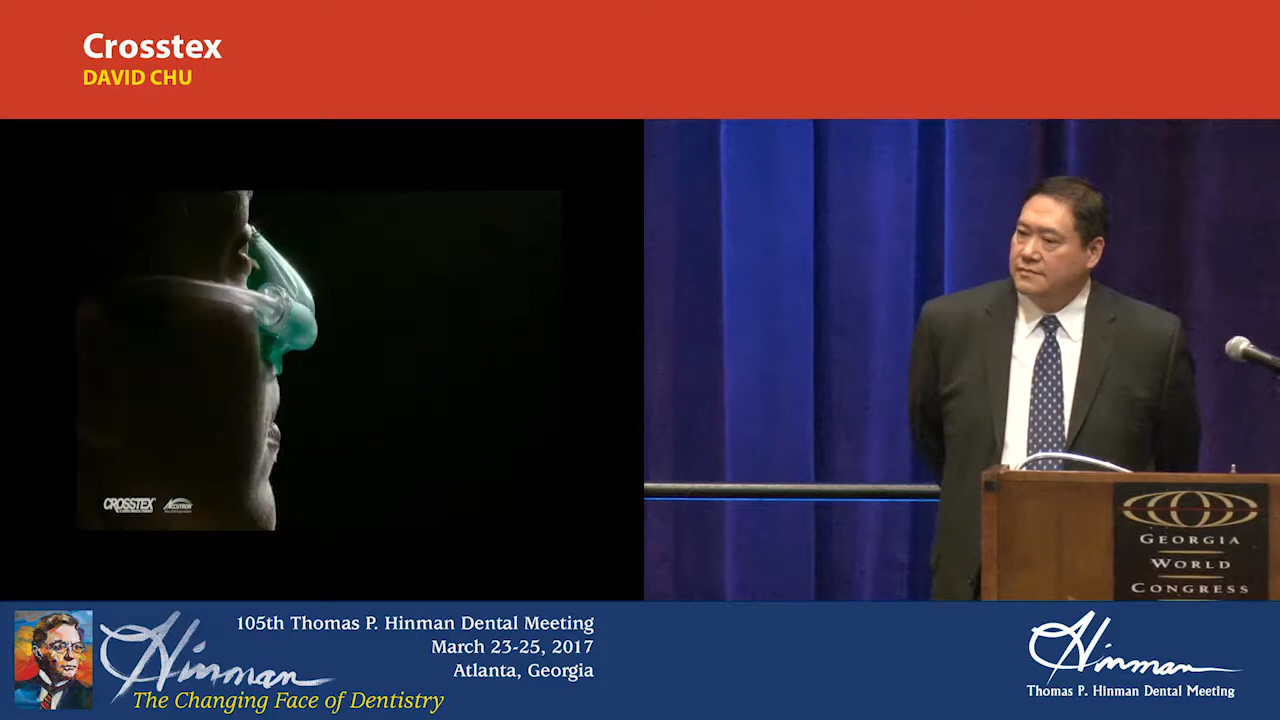 Crosstex
DAVID CHU
CROSSTEX
ACCUTRON
GEORGIA
WORLD
CONGRESS
Hinman
105th Thomas P. Hinman Dental Meeting
March 23-25, 2017
Atlanta, Georgia
The Changing Face of Dentistry
Hinman
Thomas P. Hinman Dental Meeting